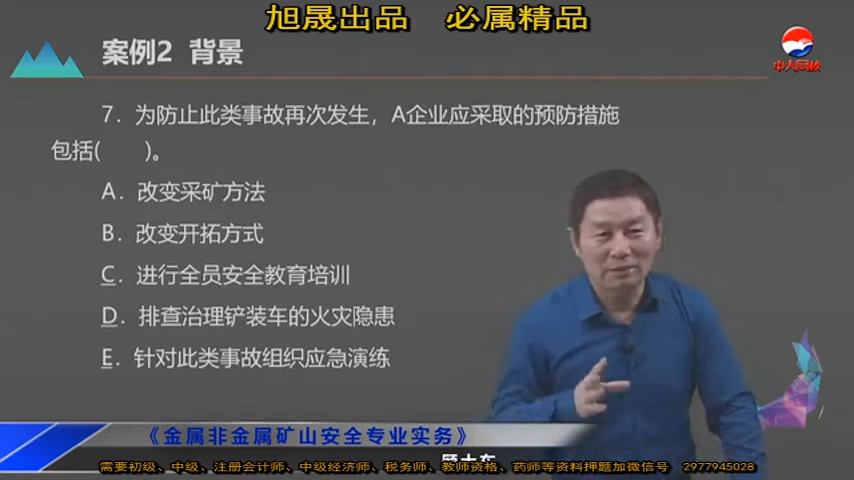 旭晟出品 必属精品
案例2 背景
中大网校
7. 为防止此类事故再次发生，A企业应采取的预防措施
包括( )。
A. 改变采矿方法
B. 改变开拓方式
C. 进行全员安全教育培训
D. 排查治理铲装车的火灾隐患
E. 针对此类事故组织应急演练
《金属非金属矿山安全专业实务》
需要初级、中级、注册会计师、中级经济师、税务师、教师资格、药师等资料押题加微信号 2977945028